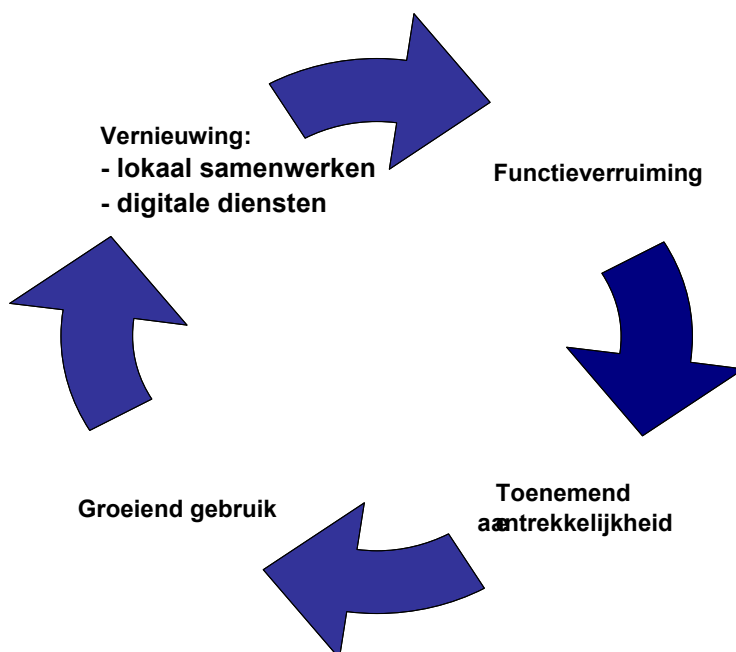 Vernieuwing:
- lokaal samenwerken
- digitale diensten
Functieverruiming
Toenemend
aantrekkelijkheid
Groeiend gebruik